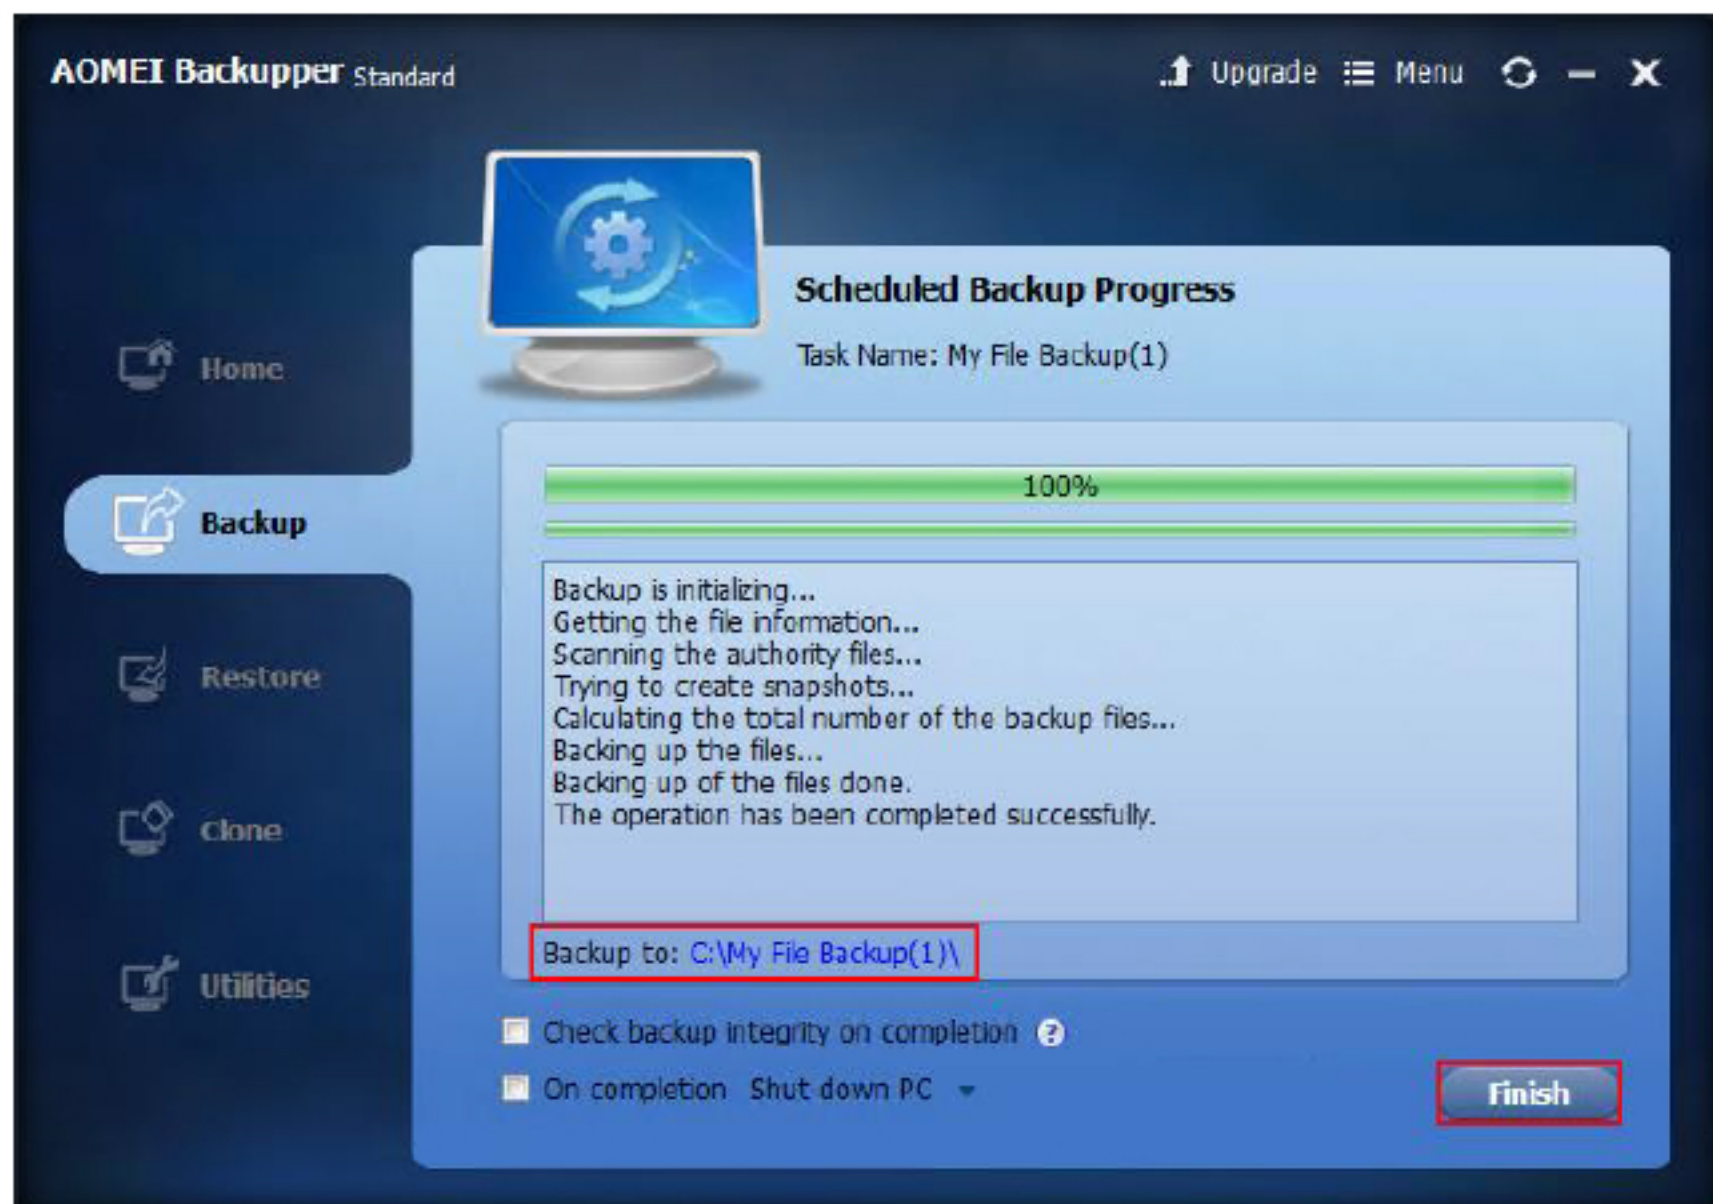 AOMEI Backupper Standard
Upgrade Menu
Scheduled Backup Progress
Task Name: My File Backup(1)
Home
Backup
Restore
Clone
Utilities
100%
Backup is initializing...
Getting the file information...
Scanning the authority files...
Trying to create snapshots...
Calculating the total number of the backup files...
Backing up the files...
Backing up of the files done.
The operation has been completed successfully.
Backup to: C:\My File Backup(1)\
Check backup integrity on completion ?
On completion Shut down PC
Finish